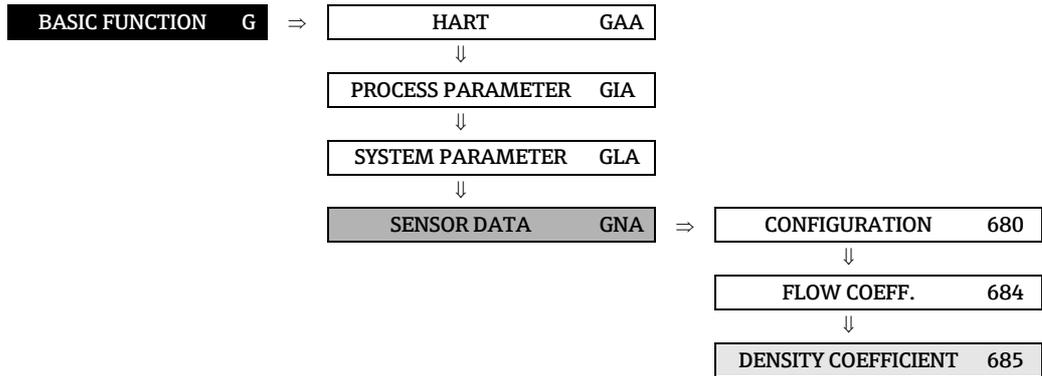 BASIC FUNCTION G ⇒ HART GAA
⇓
PROCESS PARAMETER GIA
⇓
SYSTEM PARAMETER GLA
⇓
SENSOR DATA GNA ⇒ CONFIGURATION 680
⇓
FLOW COEFF. 684
⇓
DENSITY COEFFICIENT 685